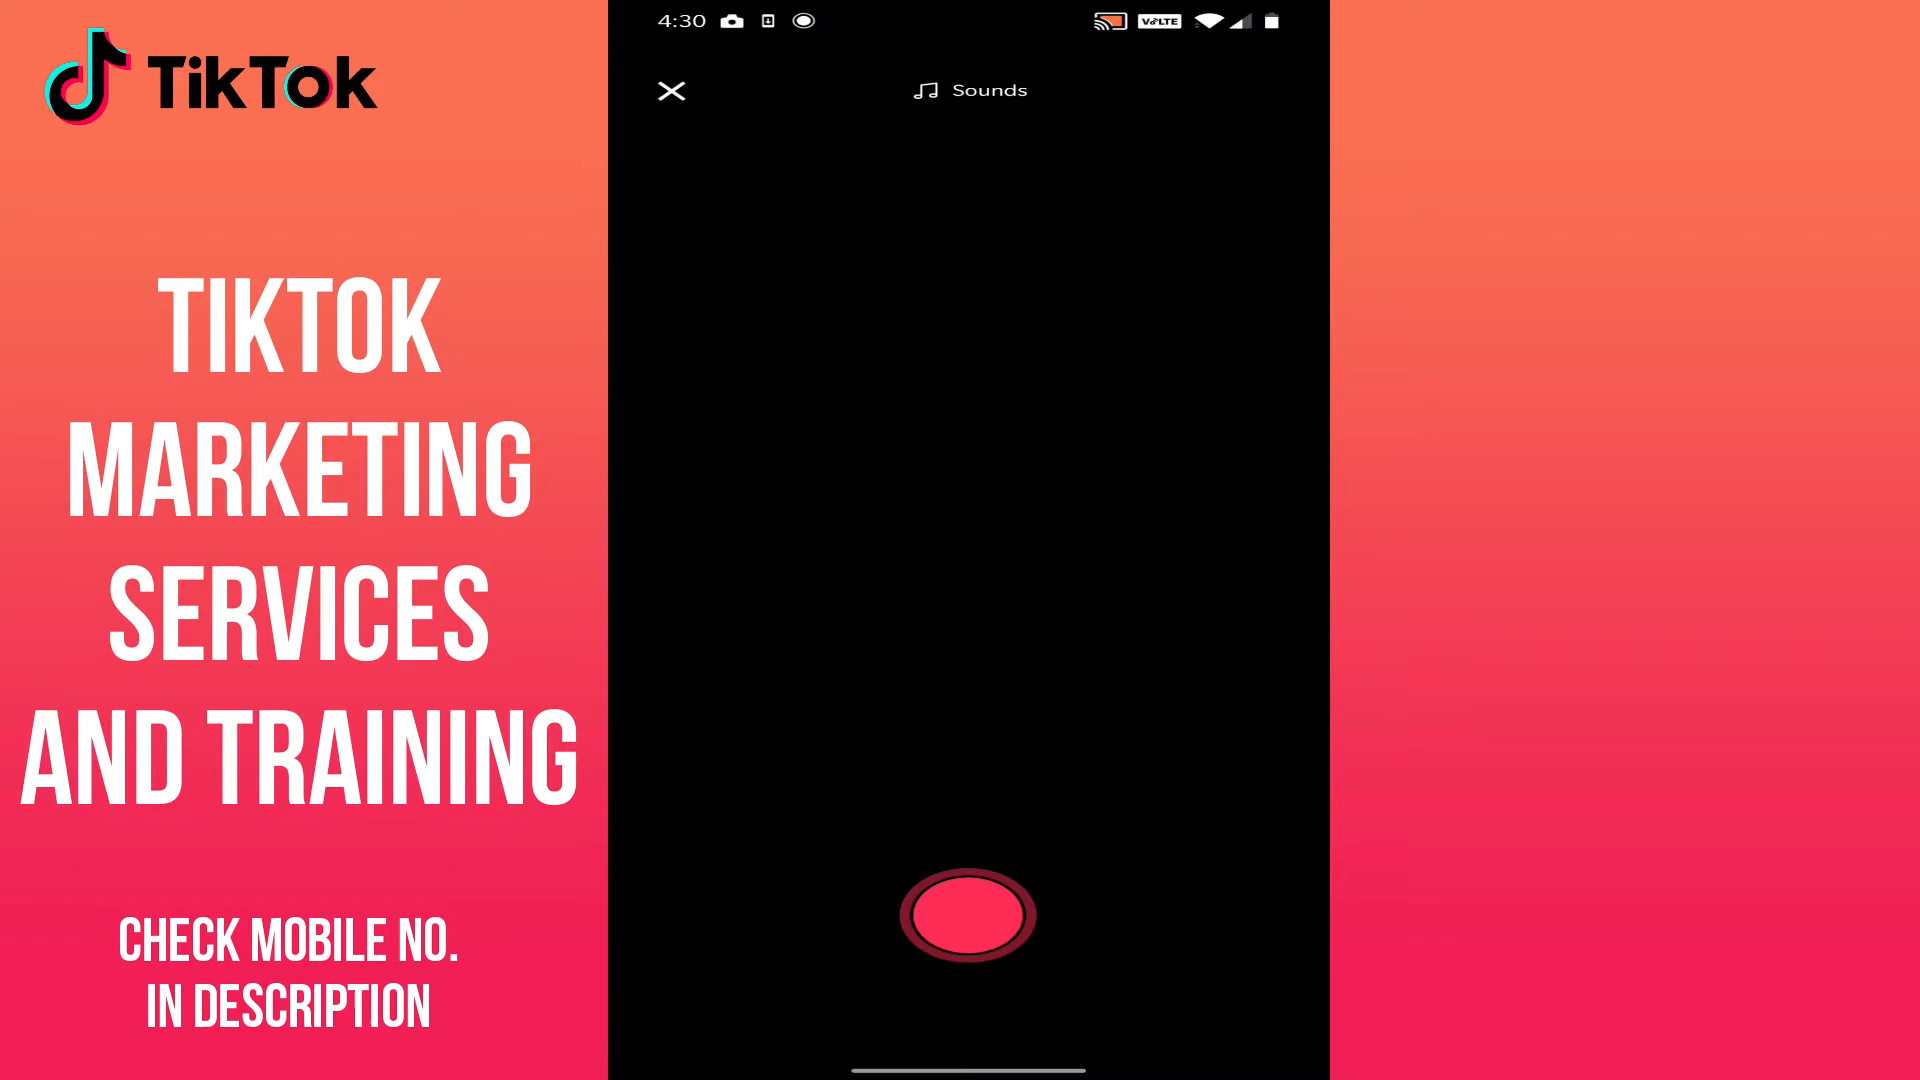 TikTok
TIKTOK
MARKETING
SERVICES
AND TRAINING
CHECK MOBILE NO.
IN DESCRIPTION
4:30
VoLTE
Sounds